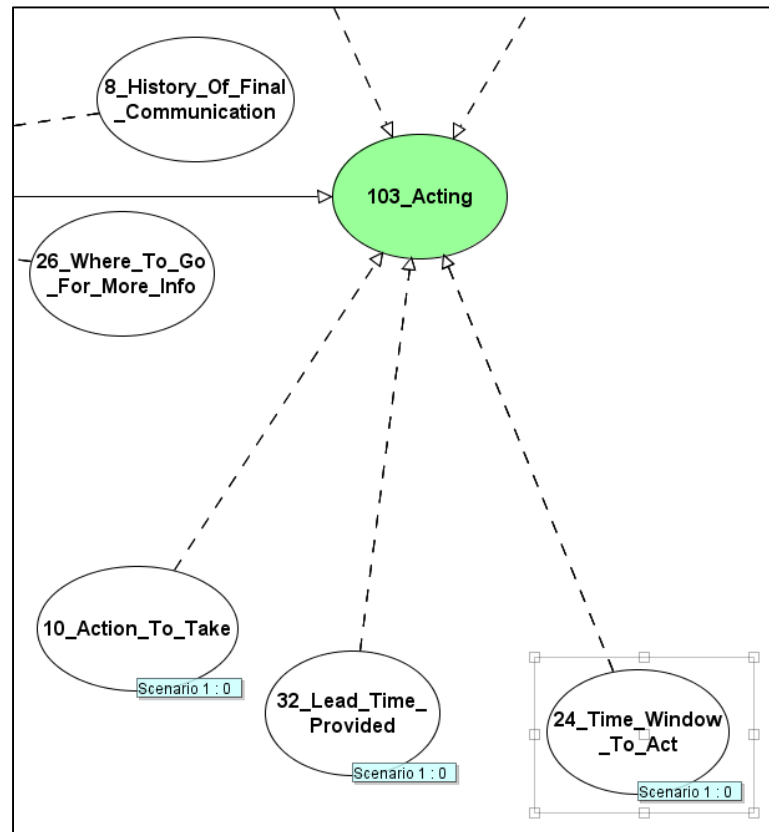 8_History_Of_Final
_Communication
103_Acting
26_Where_To_Go
_For_More_Info
10_Action_To_Take
Scenario 1 : 0
32_Lead_Time_
Provided
Scenario 1 : 0
24_Time_Window
_To_Act
Scenario 1 : 0